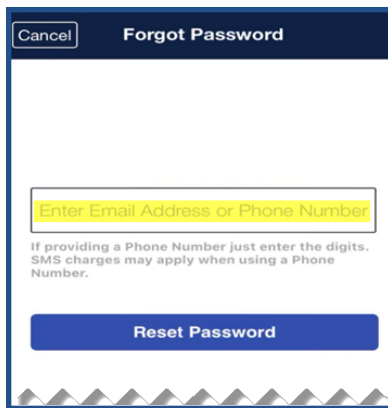 Cancel
Forgot Password
Enter Email Address or Phone Number
If providing a Phone Number just enter the digits.
SMS charges may apply when using a Phone
Number.
Reset Password